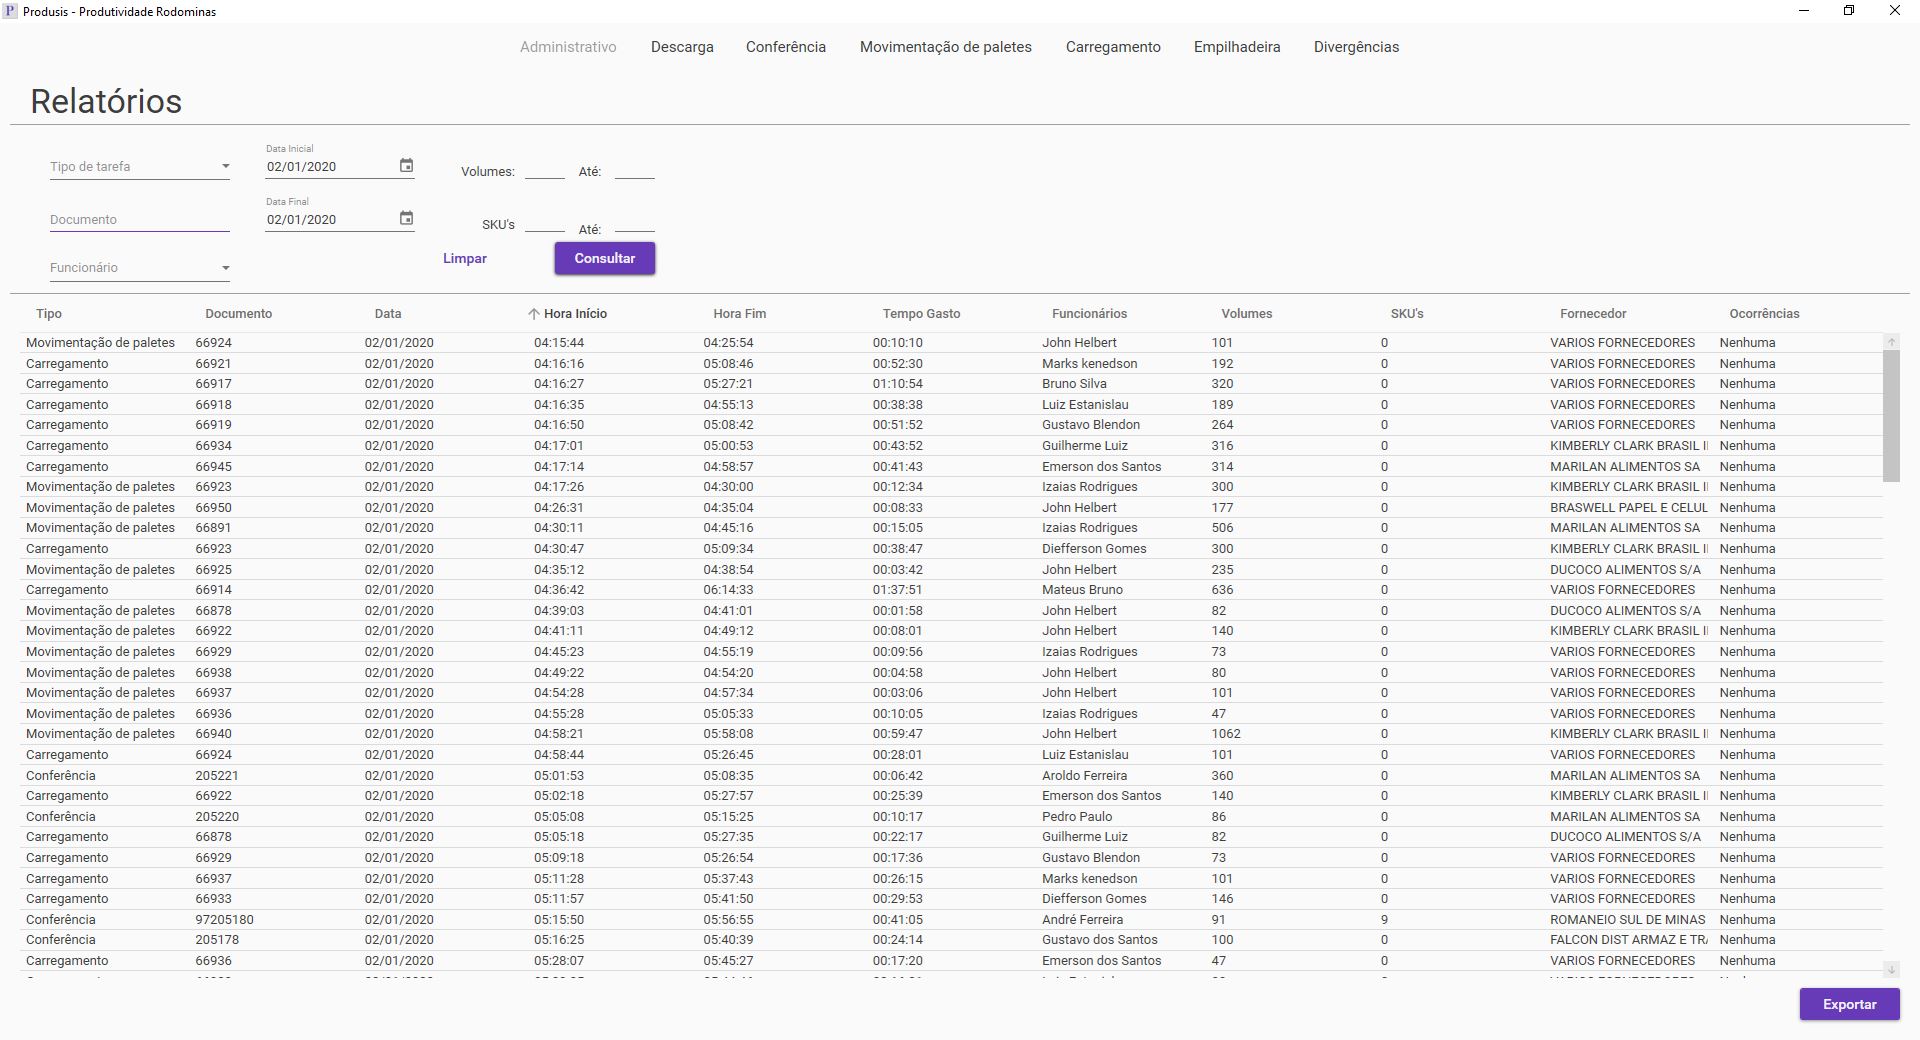 P Produsis - Produtividade Rodominas
Administrativo Descarga Conferência Movimentação de paletes Carregamento Empilhadeira Divergências
Relatórios
Tipo de tarefa
Data Inicial
02/01/2020
Volumes: Até:
Documento
Data Final
02/01/2020
SKU's Até:
Funcionário
Limpar Consultar
Tipo Documento Data Hora Início Hora Fim Tempo Gasto Funcionários Volumes SKU's Fornecedor Ocorrências
Movimentação de paletes 66924 02/01/2020 04:15:44 04:25:54 00:10:10 John Helbert 101 0 VARIOS FORNECEDORES Nenhuma
Carregamento 66921 02/01/2020 04:16:16 05:08:46 00:52:30 Marks kenedson 192 0 VARIOS FORNECEDORES Nenhuma
Carregamento 66917 02/01/2020 04:16:27 05:27:21 01:10:54 Bruno Silva 320 0 VARIOS FORNECEDORES Nenhuma
Carregamento 66918 02/01/2020 04:16:35 04:55:13 00:38:38 Luiz Estanislau 189 0 VARIOS FORNECEDORES Nenhuma
Carregamento 66919 02/01/2020 04:16:50 05:08:42 00:51:52 Gustavo Blendon 264 0 VARIOS FORNECEDORES Nenhuma
Carregamento 66934 02/01/2020 04:17:01 05:00:53 00:43:52 Guilherme Luiz 316 0 KIMBERLY CLARK BRASIL I Nenhuma
Carregamento 66945 02/01/2020 04:17:14 04:58:57 00:41:43 Emerson dos Santos 314 0 MARILAN ALIMENTOS SA Nenhuma
Movimentação de paletes 66923 02/01/2020 04:17:26 04:30:00 00:12:34 Izaias Rodrigues 300 0 KIMBERLY CLARK BRASIL I Nenhuma
Movimentação de paletes 66950 02/01/2020 04:26:31 04:35:04 00:08:33 John Helbert 177 0 BRASWELL PAPEL E CELUL Nenhuma
Movimentação de paletes 66891 02/01/2020 04:30:11 04:45:16 00:15:05 Izaias Rodrigues 506 0 MARILAN ALIMENTOS SA Nenhuma
Carregamento 66923 02/01/2020 04:30:47 05:09:34 00:38:47 Diefferson Gomes 300 0 KIMBERLY CLARK BRASIL I Nenhuma
Movimentação de paletes 66925 02/01/2020 04:35:12 04:38:54 00:03:42 John Helbert 235 0 DUCOCO ALIMENTOS S/A Nenhuma
Carregamento 66914 02/01/2020 04:36:42 06:14:33 01:37:51 Mateus Bruno 636 0 VARIOS FORNECEDORES Nenhuma
Movimentação de paletes 66878 02/01/2020 04:39:03 04:41:01 00:01:58 John Helbert 82 0 DUCOCO ALIMENTOS S/A Nenhuma
Movimentação de paletes 66922 02/01/2020 04:41:11 04:49:12 00:08:01 John Helbert 140 0 KIMBERLY CLARK BRASIL I Nenhuma
Movimentação de paletes 66929 02/01/2020 04:45:23 04:55:19 00:09:56 Izaias Rodrigues 73 0 VARIOS FORNECEDORES Nenhuma
Movimentação de paletes 66938 02/01/2020 04:49:22 04:54:20 00:04:58 John Helbert 80 0 VARIOS FORNECEDORES Nenhuma
Movimentação de paletes 66937 02/01/2020 04:54:28 04:57:34 00:03:06 John Helbert 101 0 VARIOS FORNECEDORES Nenhuma
Movimentação de paletes 66936 02/01/2020 04:55:28 05:05:33 00:10:05 Izaias Rodrigues 47 0 VARIOS FORNECEDORES Nenhuma
Movimentação de paletes 66940 02/01/2020 04:58:21 05:58:08 00:59:47 John Helbert 1062 0 KIMBERLY CLARK BRASIL I Nenhuma
Carregamento 66924 02/01/2020 04:58:44 05:26:45 00:28:01 Luiz Estanislau 101 0 VARIOS FORNECEDORES Nenhuma
Conferência 205221 02/01/2020 05:01:53 05:08:35 00:06:42 Aroldo Ferreira 360 0 MARILAN ALIMENTOS SA Nenhuma
Carregamento 66922 02/01/2020 05:02:18 05:27:57 00:25:39 Emerson dos Santos 140 0 KIMBERLY CLARK BRASIL I Nenhuma
Conferência 205220 02/01/2020 05:05:08 05:15:25 00:10:17 Pedro Paulo 86 0 MARILAN ALIMENTOS SA Nenhuma
Carregamento 66878 02/01/2020 05:05:18 05:27:35 00:22:17 Guilherme Luiz 82 0 DUCOCO ALIMENTOS S/A Nenhuma
Carregamento 66929 02/01/2020 05:09:18 05:26:54 00:17:36 Gustavo Blendon 73 0 VARIOS FORNECEDORES Nenhuma
Carregamento 66937 02/01/2020 05:11:28 05:37:43 00:26:15 Marks kenedson 101 0 VARIOS FORNECEDORES Nenhuma
Carregamento 66933 02/01/2020 05:11:57 05:41:50 00:29:53 Diefferson Gomes 146 0 VARIOS FORNECEDORES Nenhuma
Conferência 97205180 02/01/2020 05:15:50 05:56:55 00:41:05 André Ferreira 91 9 ROMANEIO SUL DE MINAS Nenhuma
Conferência 205178 02/01/2020 05:16:25 05:40:39 00:24:14 Gustavo dos Santos 100 0 FALCON DIST ARMAZ E TR Nenhuma
Carregamento 66936 02/01/2020 05:28:07 05:45:27 00:17:20 Emerson dos Santos 47 0 VARIOS FORNECEDORES Nenhuma
Exportar